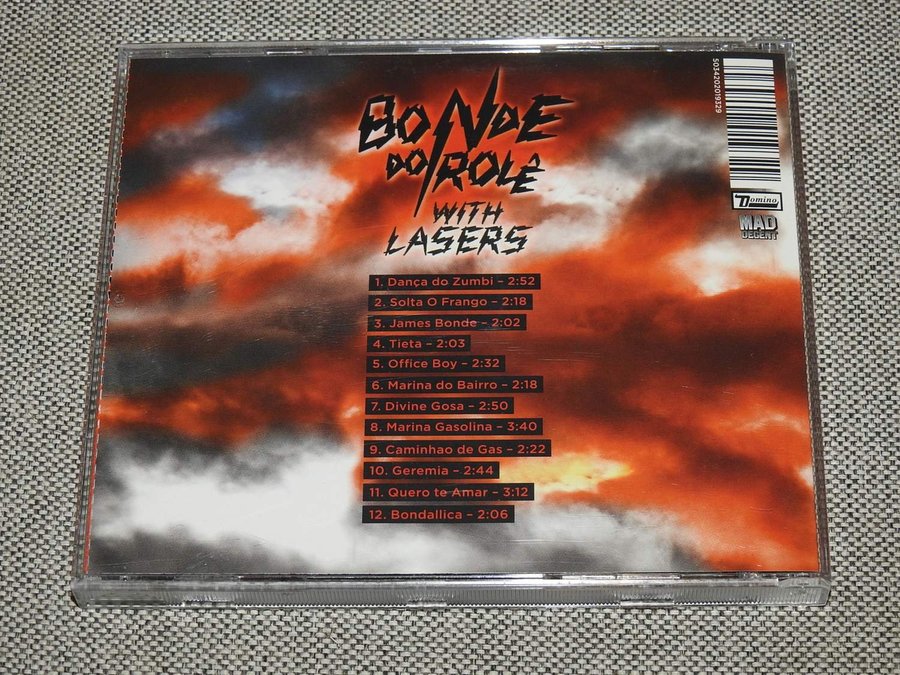 BONDE
DO ROLÊ
WITH
LASERS
5034202019329
Domino
MAD
DECENT
1. Dança do Zumbi – 2:52
2. Solta O Frango – 2:18
3. James Bonde – 2:02
4. Tieta – 2:03
5. Office Boy – 2:32
6. Marina do Bairro – 2:18
7. Divine Gosa – 2:50
8. Marina Gasolina – 3:40
9. Caminhao de Gas – 2:22
10. Geremia – 2:44
11. Quero te Amar – 3:12
12. Bondallica – 2:06